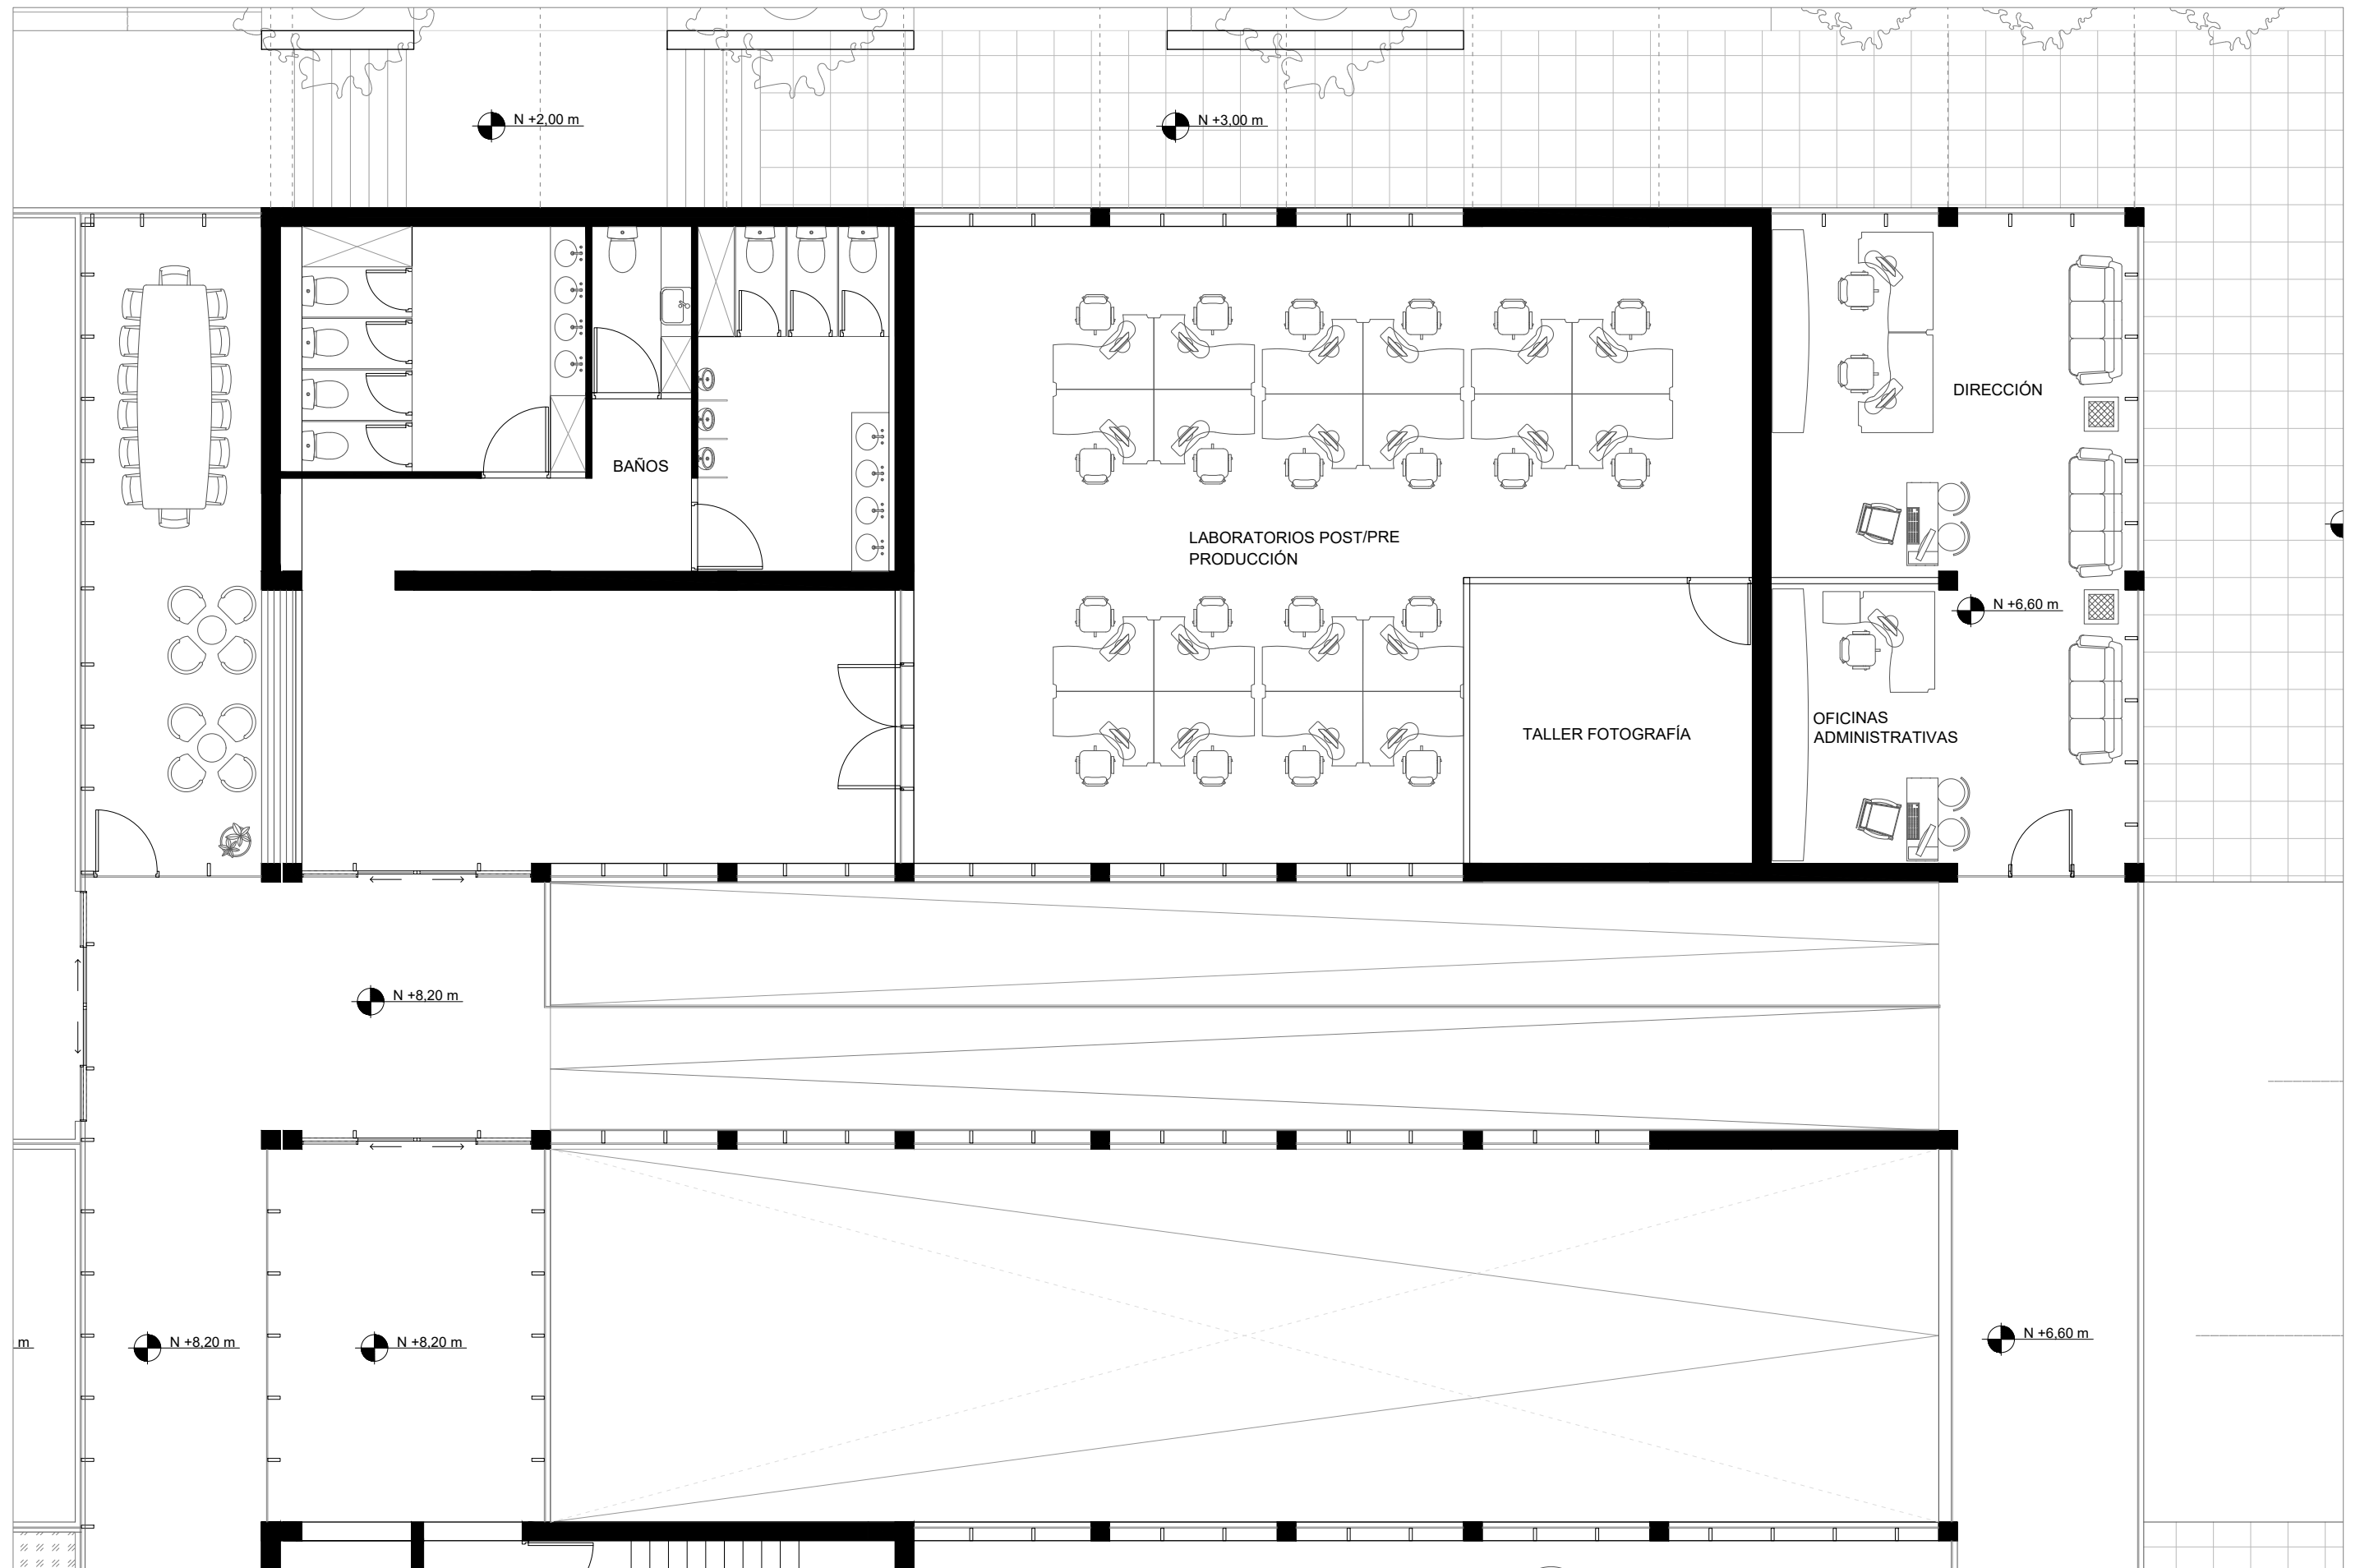 N +2,00 m
N +3,00 m
DIRECCIÓN
BAÑOS
LABORATORIOS POST/PRE
PRODUCCIÓN
N +6,60 m
OFICINAS
ADMINISTRATIVAS
TALLER FOTOGRAFÍA
N +8,20 m
m
N +8,20 m
N +8,20 m
N +6,60 m